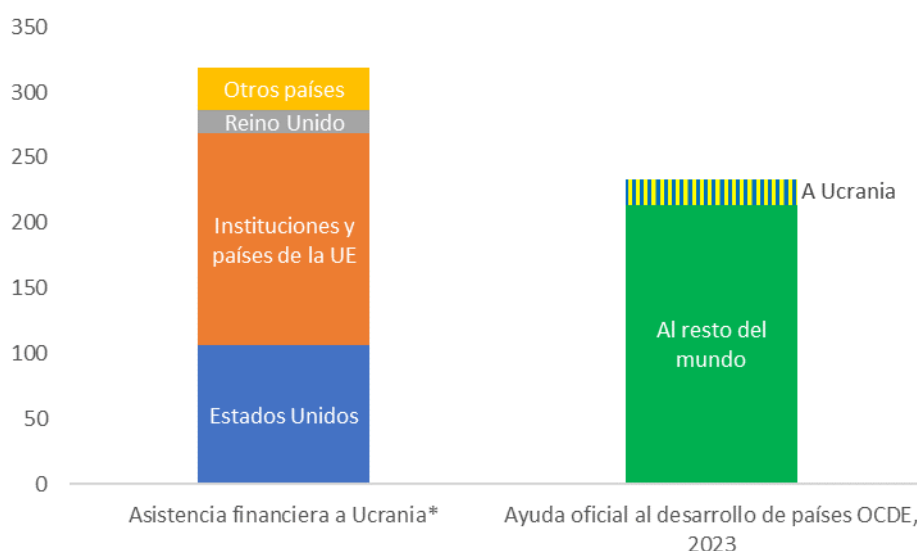 350
300
250
200
150
100
50
0
Otros países
Reino Unido
Instituciones y
países de la UE
Estados Unidos
A Ucrania
Al resto del
mundo
Asistencia financiera a Ucrania*
Ayuda oficial al desarrollo de países OCDE,
2023